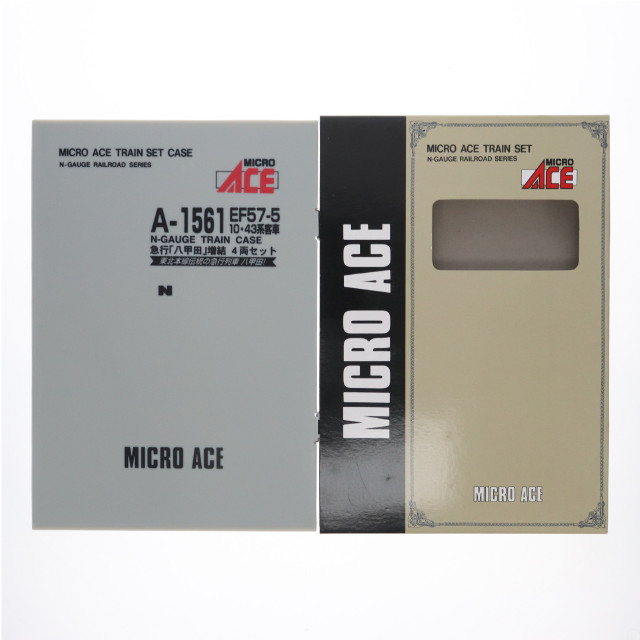 MICRO ACE TRAIN SET CASE
N-GAUGE RAILROAD SERIES
MICRO
ACE
A-1561 EF57-5
10・43系客車
N-GAUGE TRAIN CASE
急行「八甲田」増結 4両セット
東北本線伝統の急行列車 八甲田!
N
MICRO ACE
MICRO ACE
MICRO ACE TRAIN SET
N-GAUGE RAILROAD SERIES
MICRO
ACE
MICRO ACE